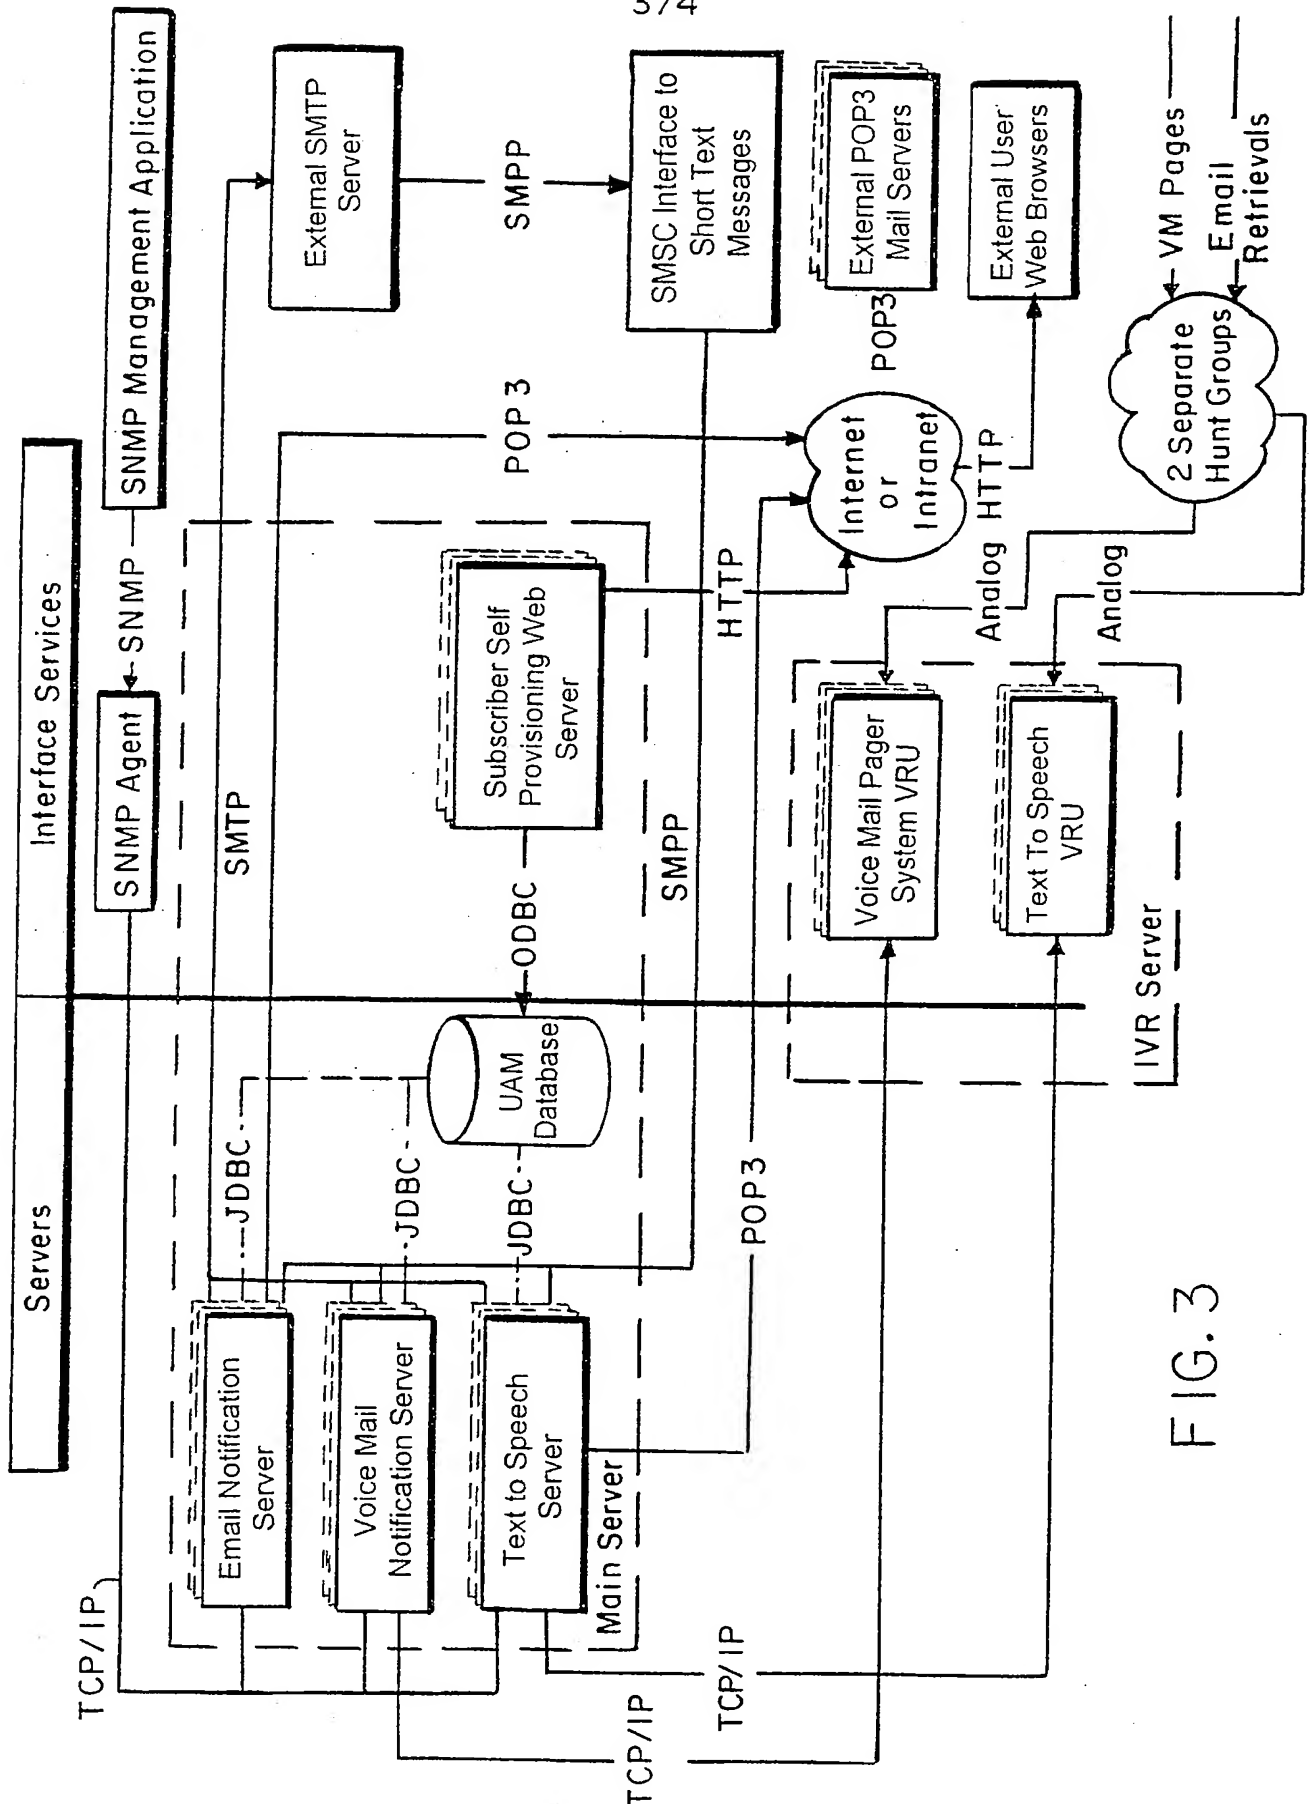 3/4
Servers
Interface Services
TCP/IP
SNMP Agent
SNMP
SNMP Management Application
SMTP
External SMTP
Server
JDBC
Email Notification
Server
POP 3
SMPP
JDBC
Voice Mail
Notification Server
UAM
Database
ODBC
Subscriber Self
Provisioning Web
Server
JDBC
Text to Speech
Server
Main Server
SMPP
SMSC Interface to
Short Text
Messages
TCP/IP
TCP/IP
POP3
HTTP
Internet
or
Intranet
POP3
External POP3
Mail Servers
HTTP
External User
Web Browsers
Voice Mail Pager
System VRU
Analog
Text To Speech
VRU
Analog
IVR Server
2 Separate
Hunt Groups
VM Pages
Email
Retrievals
FIG. 3